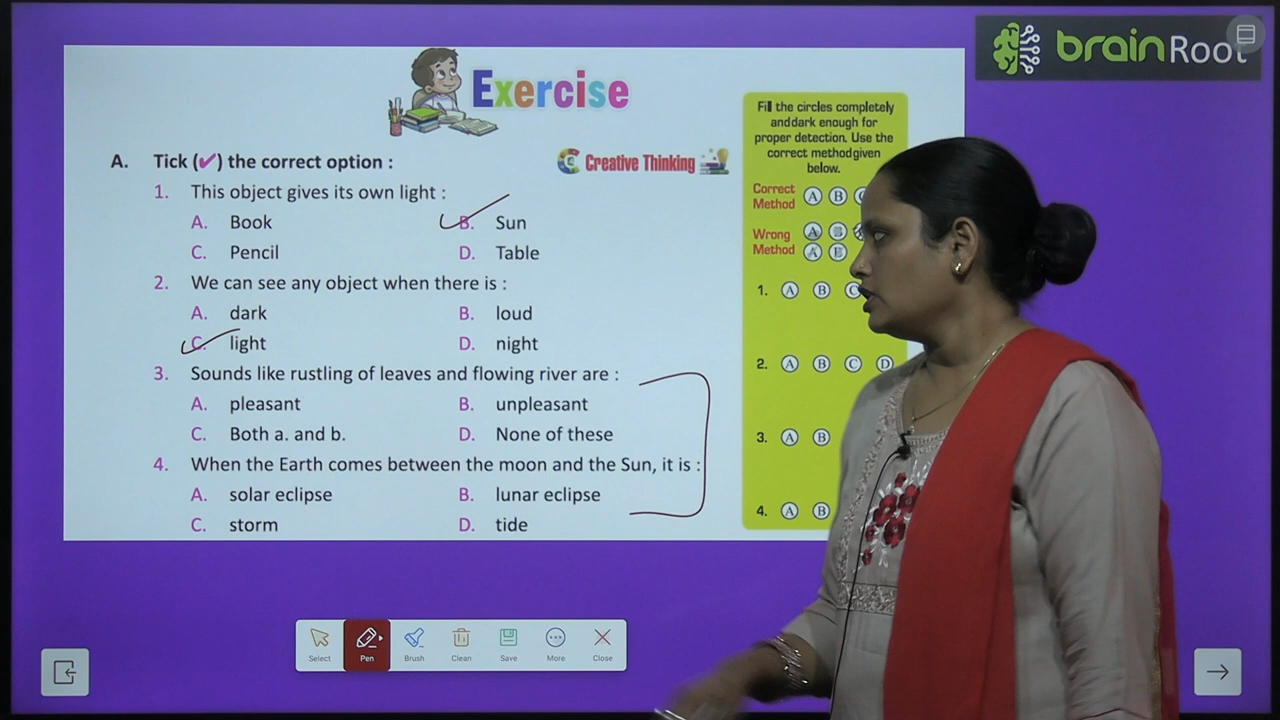 brainRoot
Exercise
Fill the circles completely
and dark enough for
proper detection. Use the
correct method given
below.
A. Tick (✔) the correct option :
Creative Thinking
1. This object gives its own light :
A. Book B. Sun
C. Pencil D. Table
2. We can see any object when there is :
A. dark B. loud
C. light D. night
3. Sounds like rustling of leaves and flowing river are :
A. pleasant B. unpleasant
C. Both a. and b. D. None of these
4. When the Earth comes between the moon and the Sun, it is :
A. solar eclipse B. lunar eclipse
C. storm D. tide
Correct
Method A B
Wrong
Method A B
A B
1. A B C
2. A B C D
3. A B
4. A B
Select Pen Brush Clean Save More Close